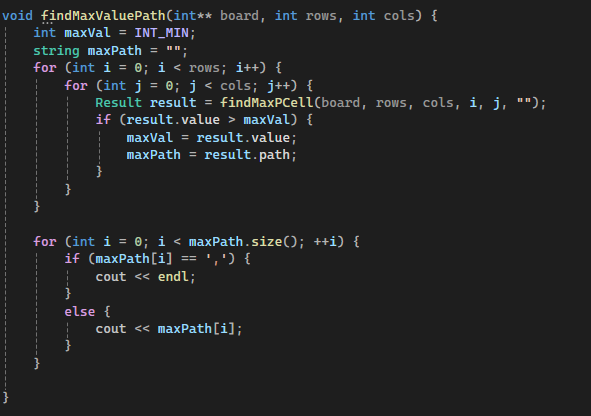 void findMaxValuePath(int** board, int rows, int cols) {
    int maxVal = INT_MIN;
    string maxPath = "";
    for (int i = 0; i < rows; i++) {
        for (int j = 0; j < cols; j++) {
            Result result = findMaxPCell(board, rows, cols, i, j, "");
            if (result.value > maxVal) {
                maxVal = result.value;
                maxPath = result.path;
            }
        }
    }

    for (int i = 0; i < maxPath.size(); ++i) {
        if (maxPath[i] == ',') {
            cout << endl;
        }
        else {
            cout << maxPath[i];
        }
    }

}